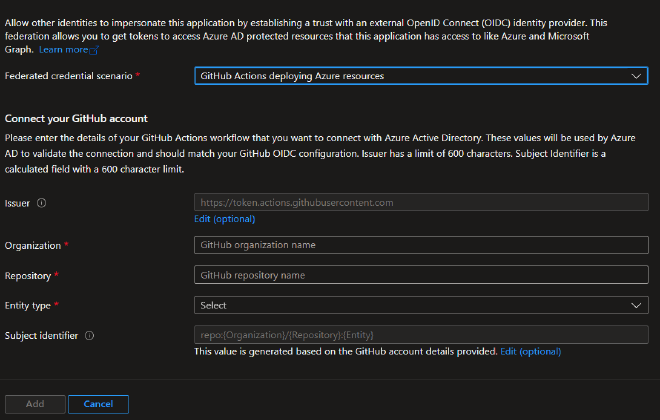 Allow other identities to impersonate this application by establishing a trust with an external OpenID Connect (OIDC) identity provider. This
federation allows you to get tokens to access Azure AD protected resources that this application has access to like Azure and Microsoft
Graph. Learn more
Federated credential scenario *
GitHub Actions deploying Azure resources
Connect your GitHub account
Please enter the details of your GitHub Actions workflow that you want to connect with Azure Active Directory. These values will be used by Azure
AD to validate the connection and should match your GitHub OIDC configuration. Issuer has a limit of 600 characters. Subject Identifier is a
calculated field with a 600 character limit.
Issuer
https://token.actions.githubusercontent.com
Edit (optional)
Organization *
GitHub organization name
Repository *
GitHub repository name
Entity type *
Select
Subject identifier
repo:{Organization}/{Repository}:{Entity}
This value is generated based on the GitHub account details provided. Edit (optional)
Add
Cancel